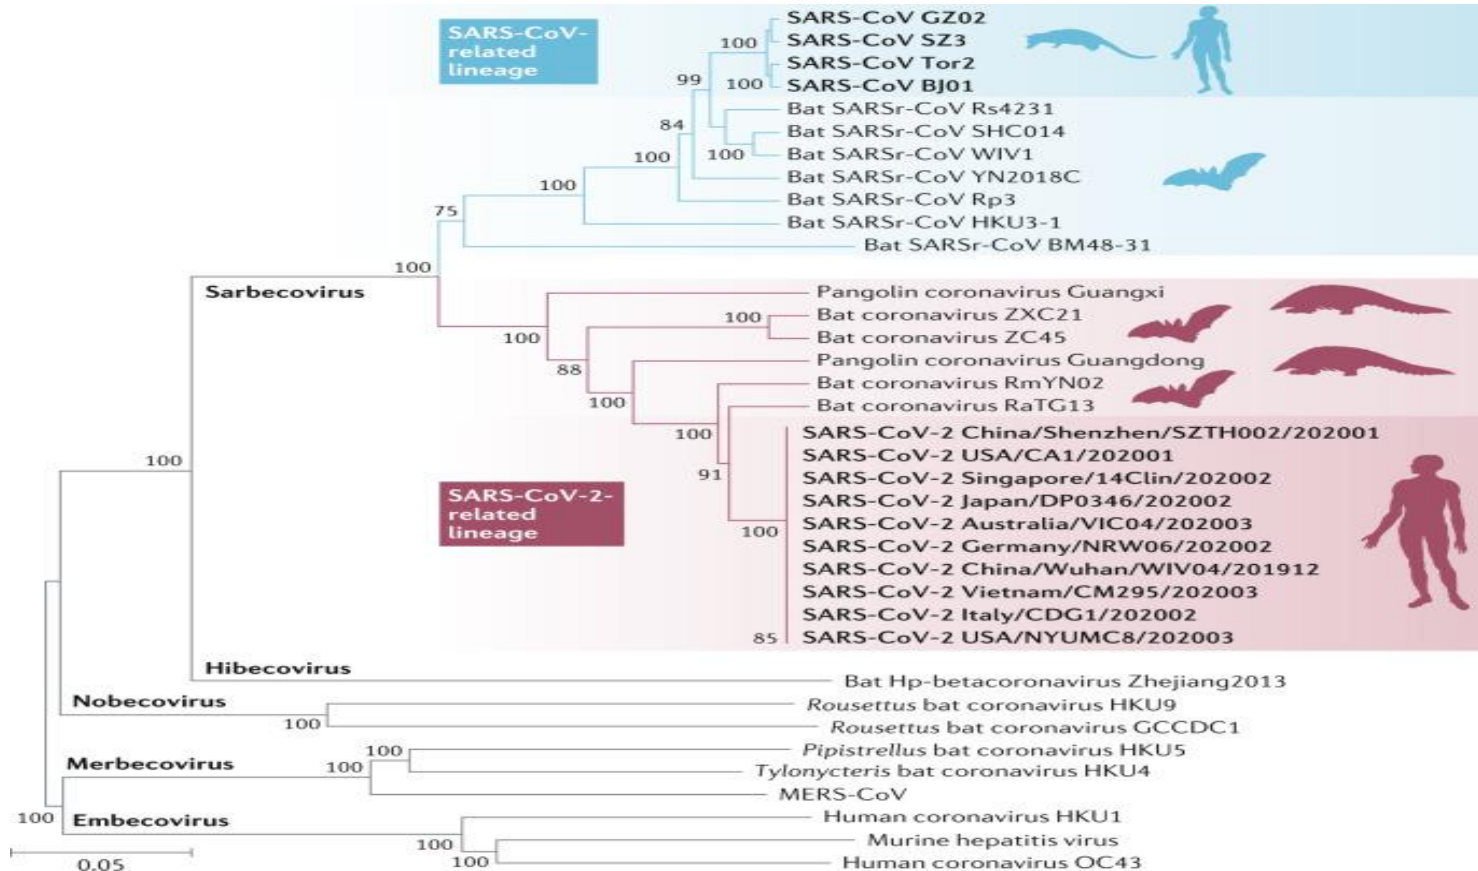 SARS-CoV-
related
lineage
SARS-CoV GZ02
SARS-CoV SZ3
100
SARS-CoV Tor2
99
100
SARS-CoV BJ01
Bat SARSr-CoV Rs4231
84
Bat SARSr-CoV SHC014
100
100
Bat SARSr-CoV WIV1
Bat SARSr-CoV YN2018C
100
Bat SARSr-CoV Rp3
75
Bat SARSr-CoV HKU3-1
Bat SARSr-CoV BM48-31
100
Sarbecovirus
Pangolin coronavirus Guangxi
100
Bat coronavirus ZXC21
100
Bat coronavirus ZC45
Pangolin coronavirus Guangdong
88
Bat coronavirus RmYN02
100
Bat coronavirus RaTG13
100
SARS-CoV-2 China/Shenzhen/SZTH002/202001
SARS-CoV-2 USA/CA1/202001
100
91
SARS-CoV-2 Singapore/14Clin/202002
SARS-CoV-2-
related
lineage
SARS-CoV-2 Japan/DP0346/202002
SARS-CoV-2 Australia/VIC04/202003
100
SARS-CoV-2 Germany/NRW06/202002
SARS-CoV-2 China/Wuhan/WIV04/201912
SARS-CoV-2 Vietnam/CM295/202003
SARS-CoV-2 Italy/CDG1/202002
85
SARS-CoV-2 USA/NYUMC8/202003
Hibecovirus
Bat Hp-betacoronavirus Zhejiang2013
Nobecovirus
Rousettus bat coronavirus HKU9
100
Rousettus bat coronavirus GCCDC1
100
Pipistrellus bat coronavirus HKU5
Merbecovirus
100
Tylonycteris bat coronavirus HKU4
MERS-CoV
100
Embecovirus
Human coronavirus HKU1
100
Murine hepatitis virus
100
Human coronavirus OC43
0.05